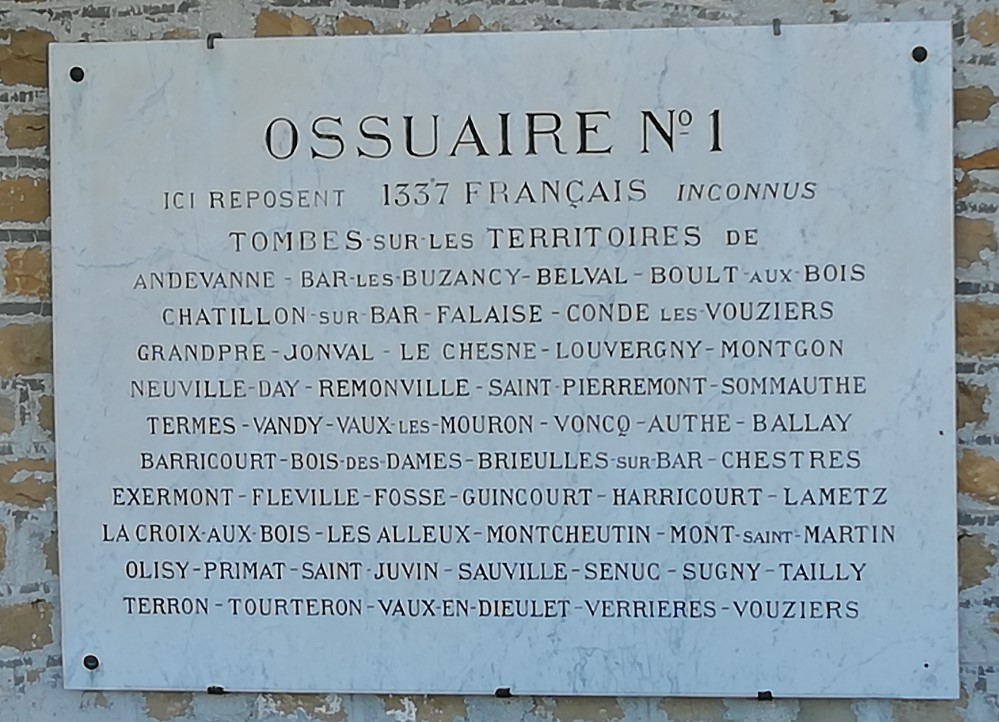 OSSUAIRE Nº 1
ICI REPOSENT 1337 FRANÇAIS INCONNUS
TOMBES SUR LES TERRITOIRES DE
ANDEVANNE - BAR-LES-BUZANCY - BELVAL - BOULT-AUX-BOIS
CHATILLON-SUR-BAR - FALAISE - CONDE LES-VOUZIERS
GRANDPRE - JONVAL - LE CHESNE - LOUVERGNY - MONTGON
NEUVILLE-DAY - REMONVILLE - SAINT-PIERREMONT - SOMMAUTHE
TERMES - VANDY - VAUX-LES-MOURON - VONCQ - AUTHE - BALLAY
BARRICOURT - BOIS-DES-DAMES - BRIEULLES-SUR-BAR - CHESTRES
EXERMONT - FLEVILLE - FOSSE - GUINCOURT - HARRICOURT - LAMETZ
LA CROIX-AUX-BOIS - LES ALLEUX - MONTCHEUTIN - MONT-SAINT-MARTIN
OLISY - PRIMAT - SAINT-JUVIN - SAUVILLE - SENUC - SUGNY - TAILLY
TERRON - TOURTERON - VAUX-EN-DIEULET - VERRIERES - VOUZIERS